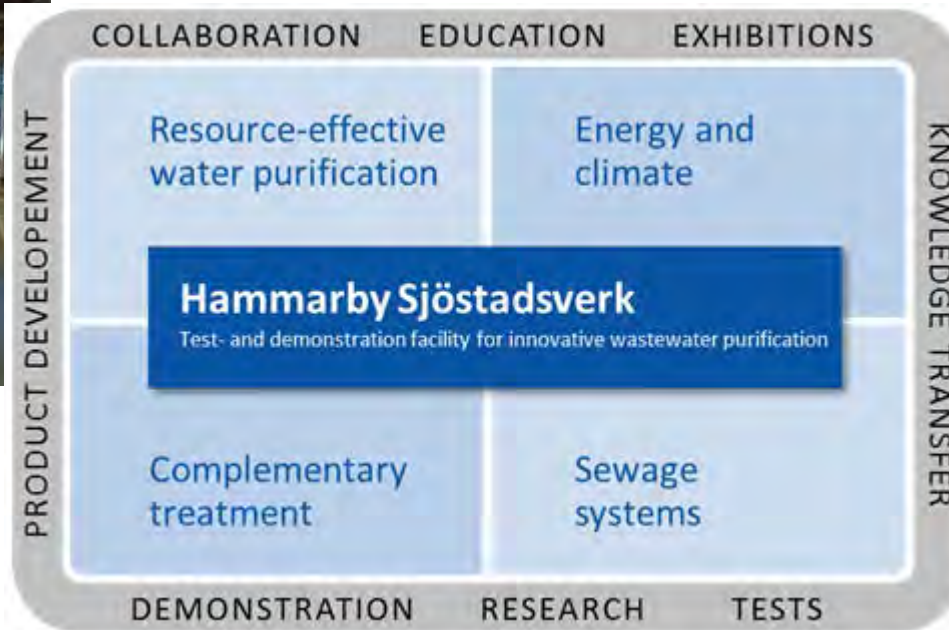 COLLABORATION EDUCATION EXHIBITIONS
PRODUCT DEVELOPEMENT
KNOWLEDGE TRANSFER
Resource-effective
water purification
Energy and
climate
Hammarby Sjöstadsverk
Test- and demonstration facility for innovative wastewater purification
Complementary
treatment
Sewage
systems
DEMONSTRATION RESEARCH TESTS